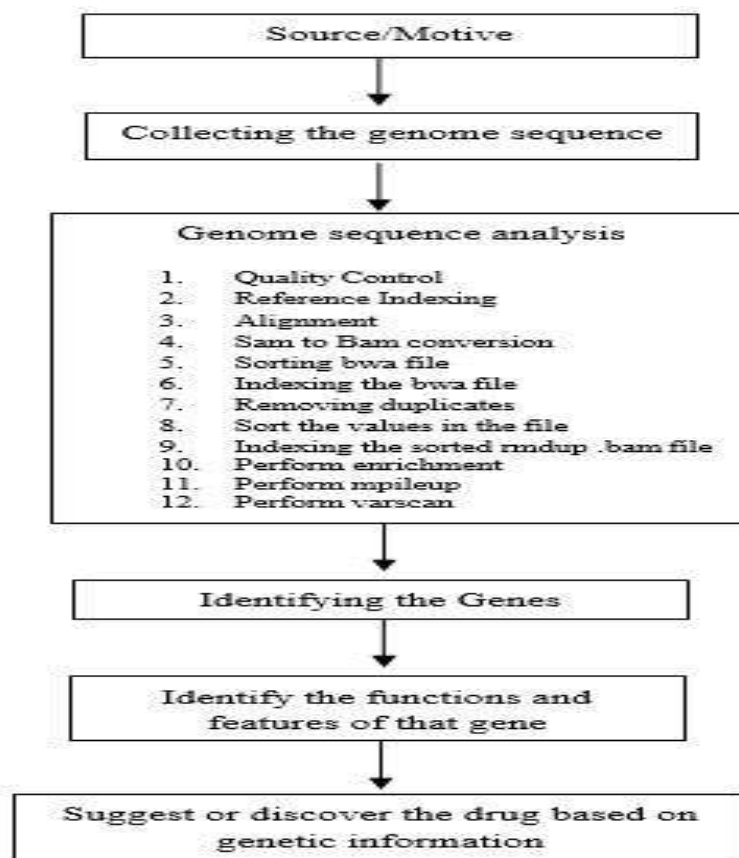 Source/Motive
Collecting the genome sequence
Genome sequence analysis
1. Quality Control
2. Reference Indexing
3. Alignment
4. Sam to Bam conversion
5. Sorting bwa file
6. Indexing the bwa file
7. Removing duplicates
8. Sort the values in the file
9. Indexing the sorted rmdup .bam file
10. Perform enrichment
11. Perform mpileup
12. Perform varscan
Identifying the Genes
Identify the functions and
features of that gene
Suggest or discover the drug based on
genetic information